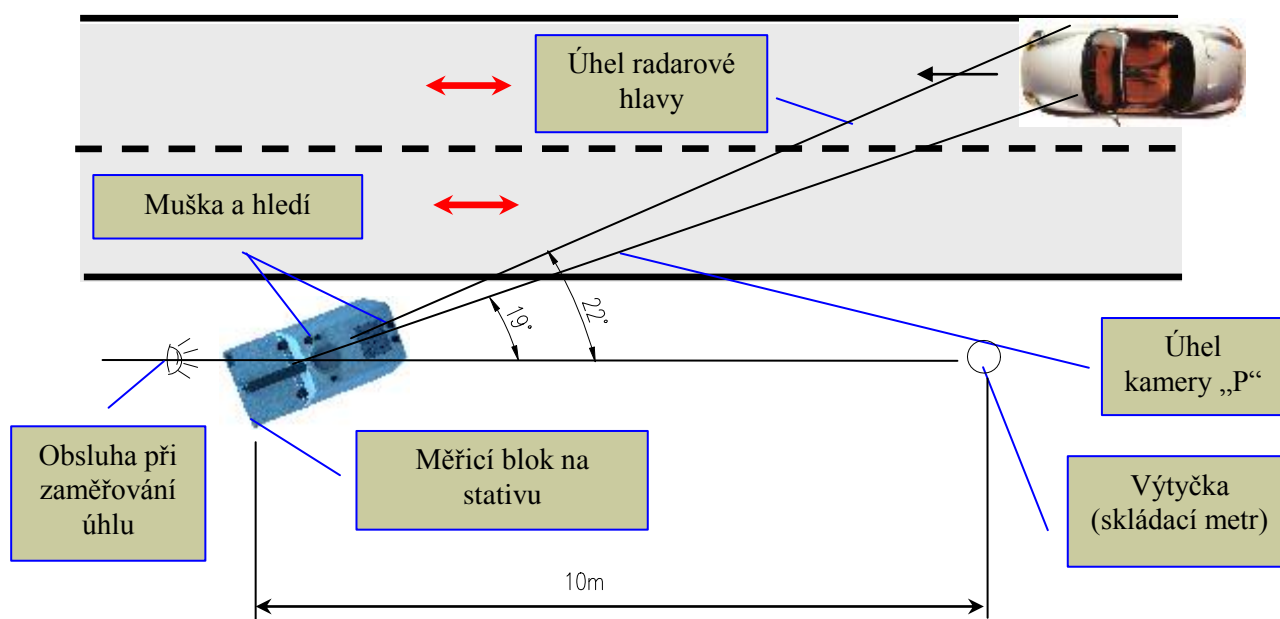 Úhel radarové
hlavy
Muška a hledí
19°
22°
Úhel
kamery „P“
Obsluha při
zaměřování
úhlu
Měřicí blok na
stativu
Výtyčka
(skládací metr)
10m